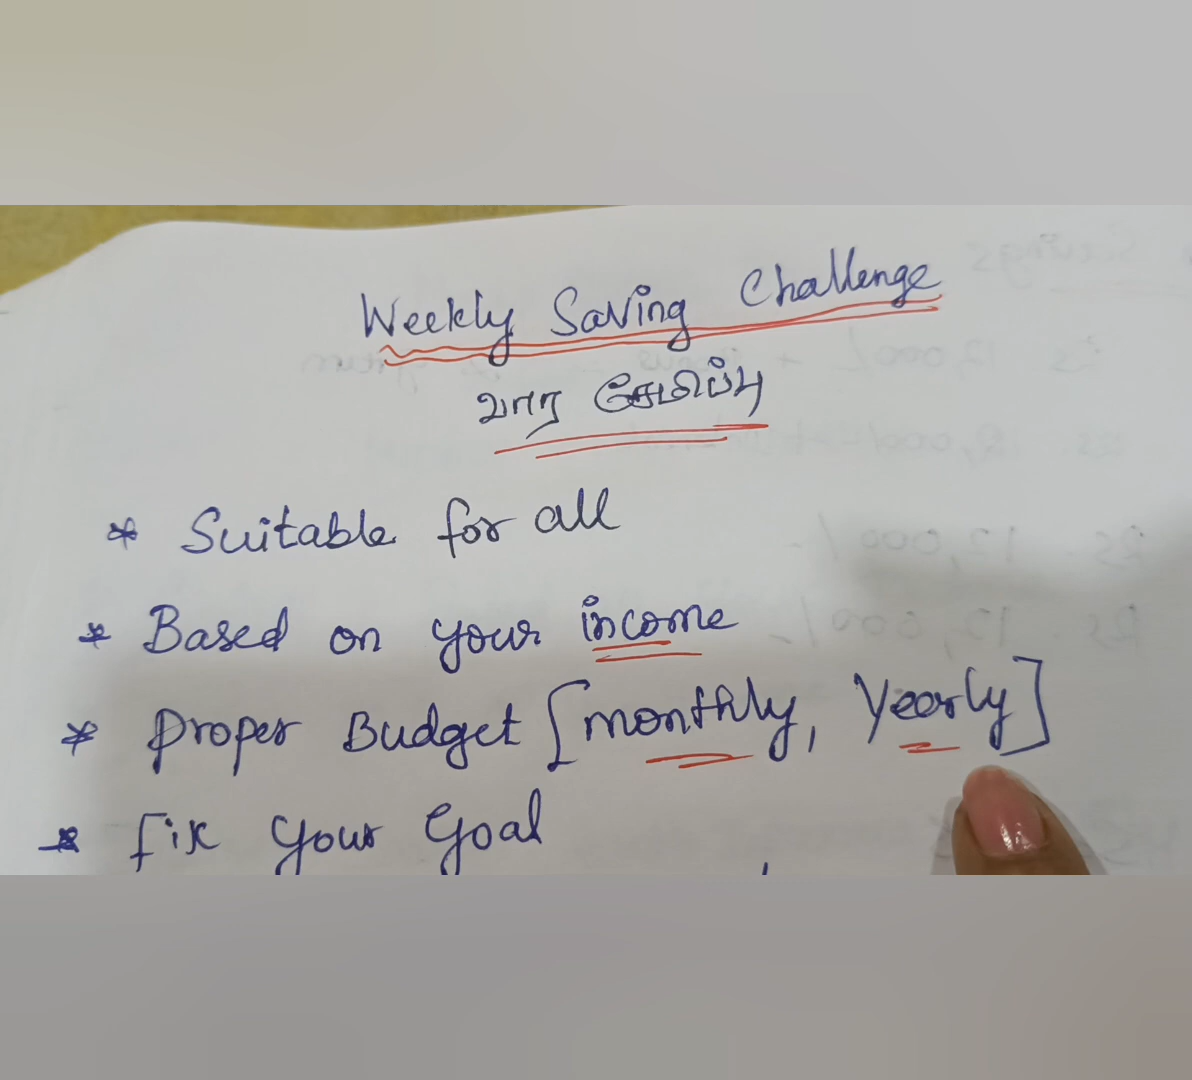 Weekly Saving Challenge
வார சேமிப்பு
* Suitable for all
* Based on your income
* Proper Budget [monthly, Yearly]
* Fix your Goal